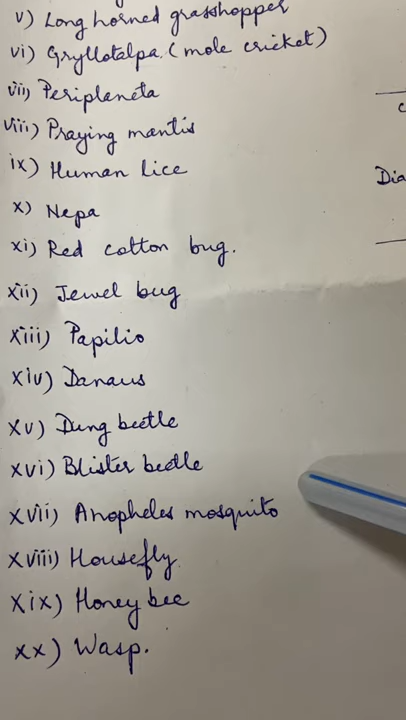 v) Long horned grasshopper
vi) Gryllotalpa (mole cricket)
vii) Periplaneta
viii) Praying mantis
ix) Human lice
Dia
x) Nepa
xi) Red cotton bug.
xii) Jewel bug
xiii) Papilio
xiv) Danaus
xv) Dung beetle
xvi) Blister beetle
xvii) Anopheles mosquito
xviii) Housefly
xix) Honey bee
xx) Wasp.